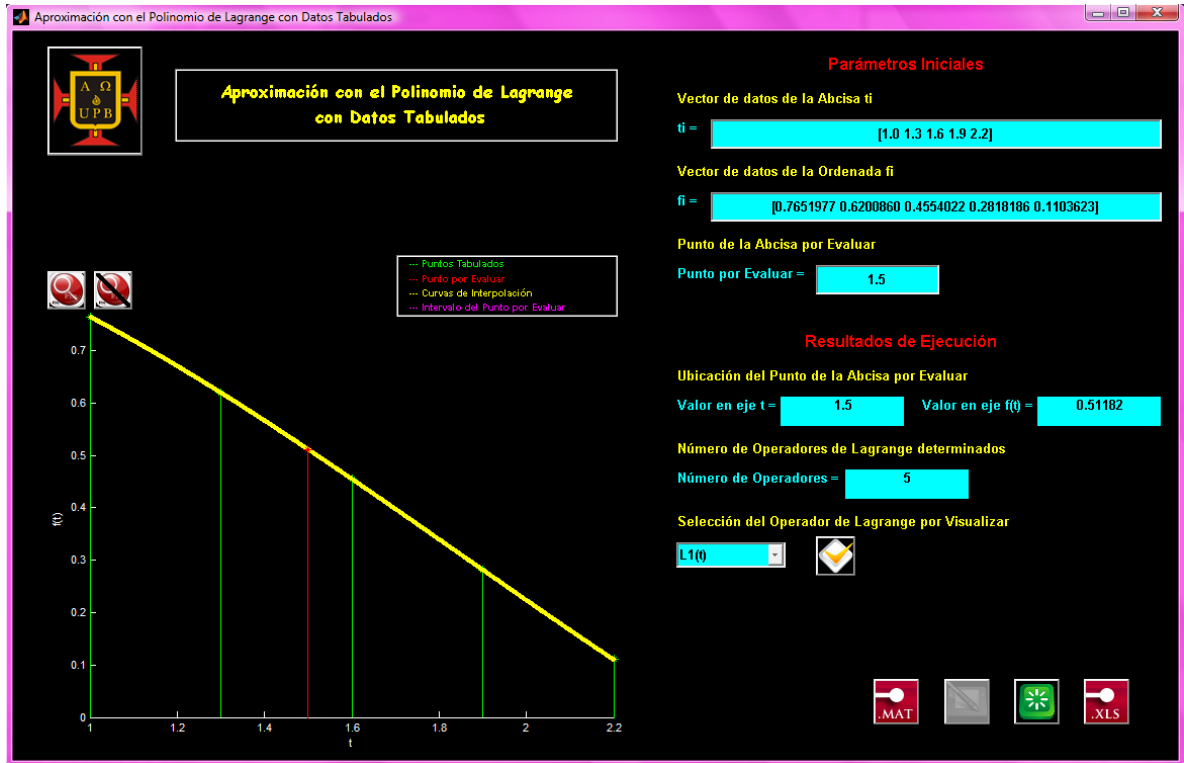 Aproximación con el Polinomio de Lagrange con Datos Tabulados
Α Ω
UPB
Aproximación con el Polinomio de Lagrange
con Datos Tabulados
--- Puntos Tabulados
--- Punto por Evaluar
--- Curvas de Interpolación
--- Intervalo del Punto por Evaluar
0.7
0.6
0.5
0.4
0.3
0.2
0.1
0
f(t)
1 1.2 1.4 1.6 1.8 2 2.2
t
Parámetros Iniciales
Vector de datos de la Abcisa ti
ti = [1.0 1.3 1.6 1.9 2.2]
Vector de datos de la Ordenada fi
fi = [0.7651977 0.6200860 0.4554022 0.2818186 0.1103623]
Punto de la Abcisa por Evaluar
Punto por Evaluar = 1.5
Resultados de Ejecución
Ubicación del Punto de la Abcisa por Evaluar
Valor en eje t = 1.5 Valor en eje f(t) = 0.51182
Número de Operadores de Lagrange determinados
Número de Operadores = 5
Selección del Operador de Lagrange por Visualizar
L1(t)
.MAT
.XLS